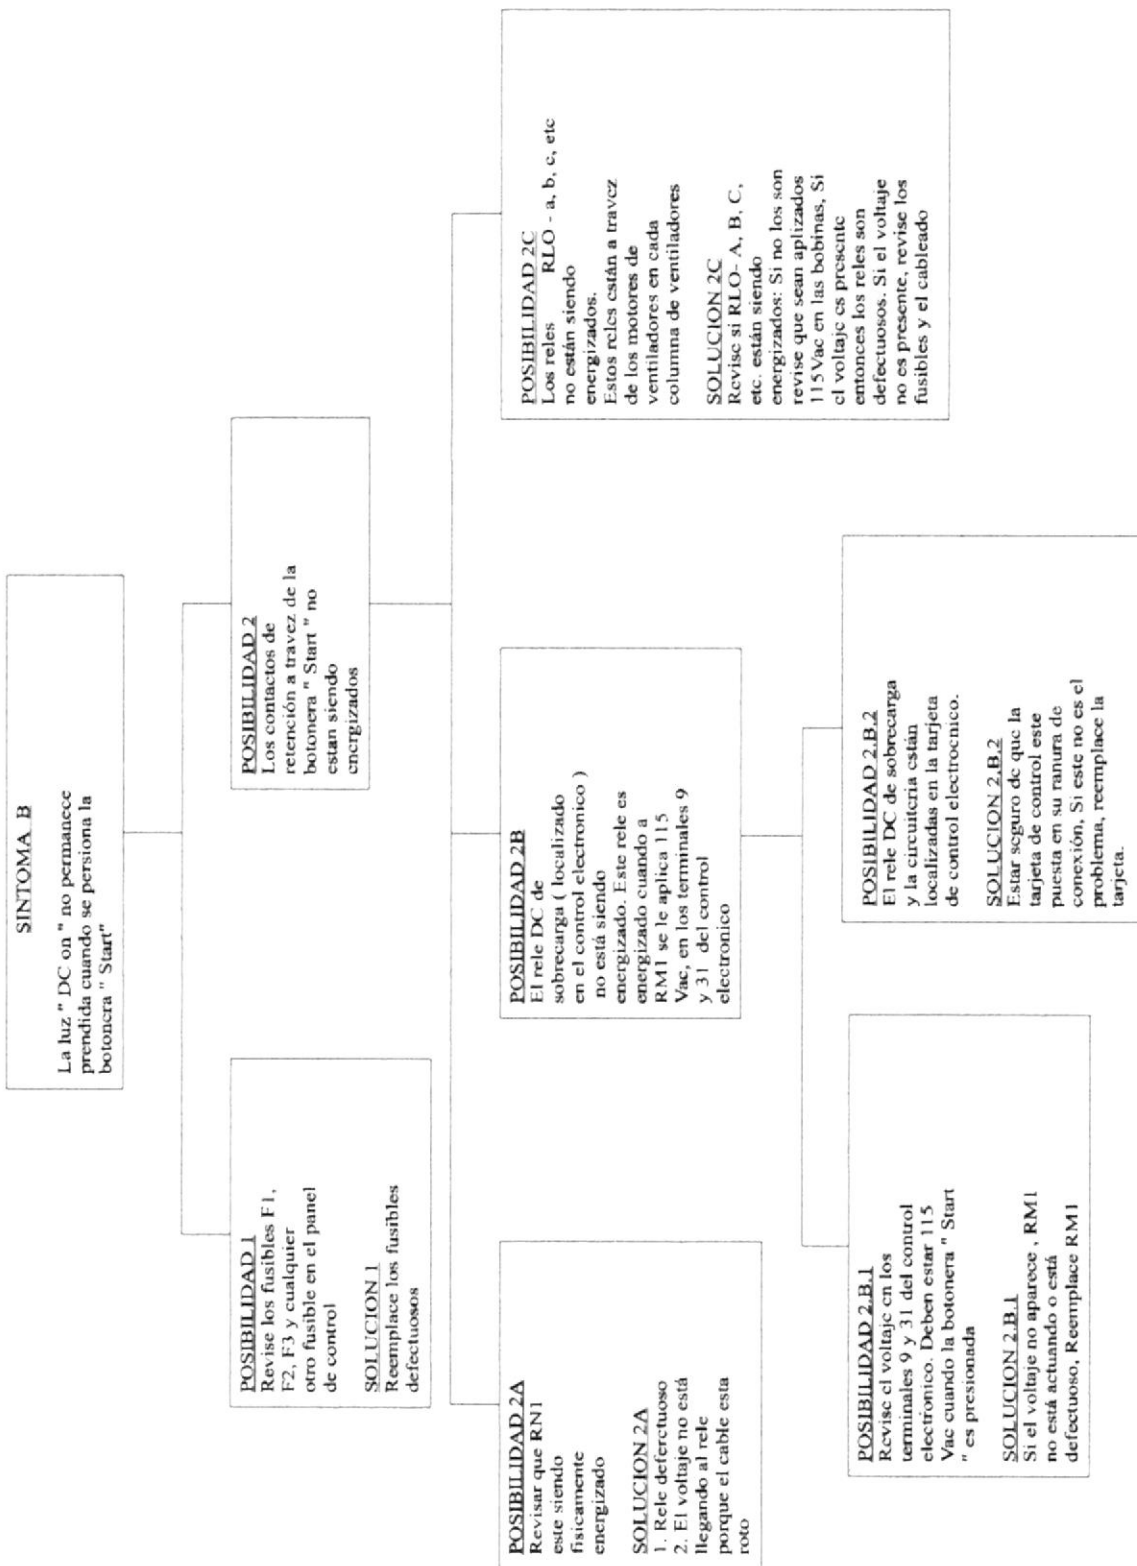 SINTOMA B
La luz " DC on " no permanece
prendida cuando se persiona la
botonera " Start"
POSIBILIDAD 1
Revise los fusibles F1,
F2, F3 y cualquier
otro fusible en el panel
de control
SOLUCION 1
Reemplace los fusibles
defectuosos
POSIBILIDAD 2
Los contactos de
retención a travez de la
botonera " Start " no
estan siendo
energizados
POSIBILIDAD 2A
Revisar que RN1
este siendo
fisicamente
energizado
SOLUCION 2A
1. Rele deferctuoso
2. El voltaje no está
llegando al rele
porque el cable esta
roto
POSIBILIDAD 2B
El rele DC de
sobrecarga ( localizado
en el control electronico )
no está siendo
energizado. Este rele es
energizado cuando a
RM1 se le aplica 115
Vac, en los terminales 9
y 31 del control
electronico
POSIBILIDAD 2C
Los reles RLO - a, b, c, etc
no están siendo
energizados.
Estos reles están a travez
de los motores de
ventiladores en cada
columna de ventiladores
SOLUCION 2C
Revise si RLO- A, B, C,
etc. están siendo
energizados: Si no los son
revise que sean aplizados
115Vac en las bobinas, Si
el voltaje es presente
entonces los reles son
defectuosos. Si el voltaje
no es presente, revise los
fusibles y el cableado
POSIBILIDAD 2.B.1
Revise el voltaje en los
terminales 9 y 31 del control
electronico. Deben estar 115
Vac cuando la botonera " Start
" es presionada
SOLUCION 2.B.1
Si el voltaje no aparece , RM1
no está actuando o está
defectuoso, Reemplace RM1
POSIBILIDAD 2.B.2
El rele DC de sobrecarga
y la circuiteria están
localizadas en la tarjeta
de control electrocnico.
SOLUCION 2.B.2
Estar seguro de que la
tarjeta de control este
puesta en su ranura de
conexión, Si este no es el
problema, reemplace la
tarjeta.